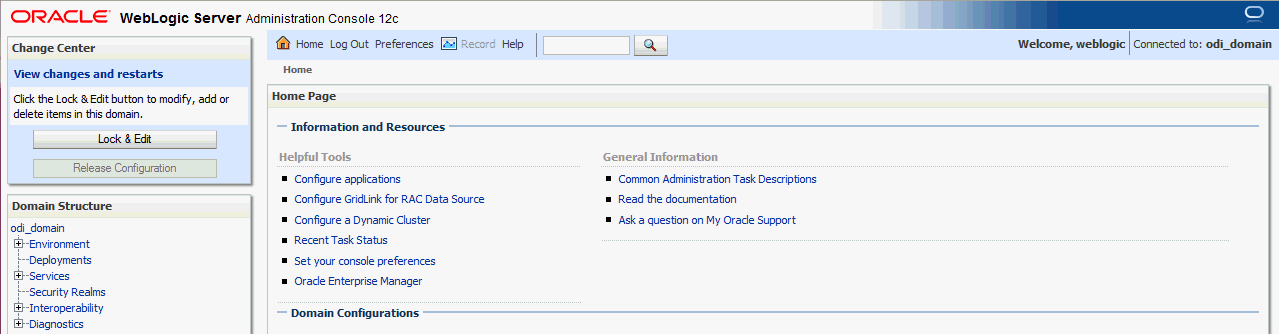 ORACLE WebLogic Server Administration Console 12c
Change Center
View changes and restarts
Click the Lock & Edit button to modify, add or
delete items in this domain.
Lock & Edit
Release Configuration
Domain Structure
odi_domain
Environment
Deployments
Services
Security Realms
Interoperability
Diagnostics
Home Log Out Preferences Record Help
Welcome, weblogic Connected to: odi_domain
Home
Home Page
Information and Resources
Helpful Tools
Configure applications
Configure GridLink for RAC Data Source
Configure a Dynamic Cluster
Recent Task Status
Set your console preferences
Oracle Enterprise Manager
General Information
Common Administration Task Descriptions
Read the documentation
Ask a question on My Oracle Support
Domain Configurations